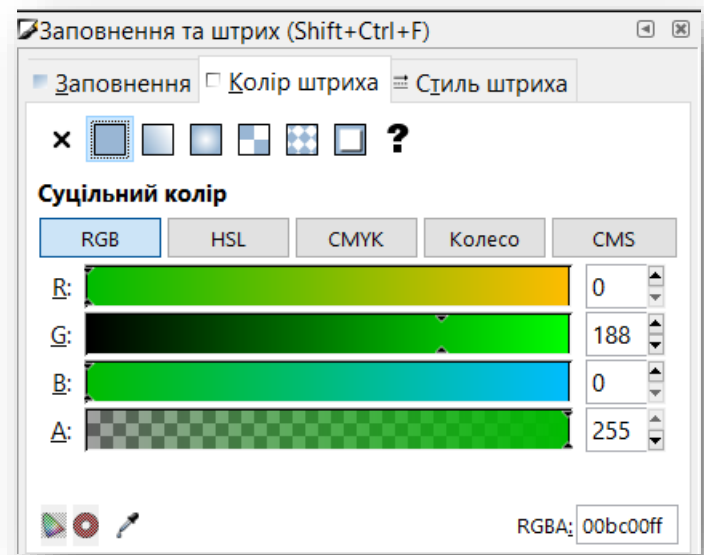 Заповнення та штрих (Shift+Ctrl+F)
Заповнення Колір штриха Стиль штриха
?
Суцільний колір
RGB HSL CMYK Колесо CMS
R: 0
G: 188
B: 0
A: 255
RGBA: 00bc00ff